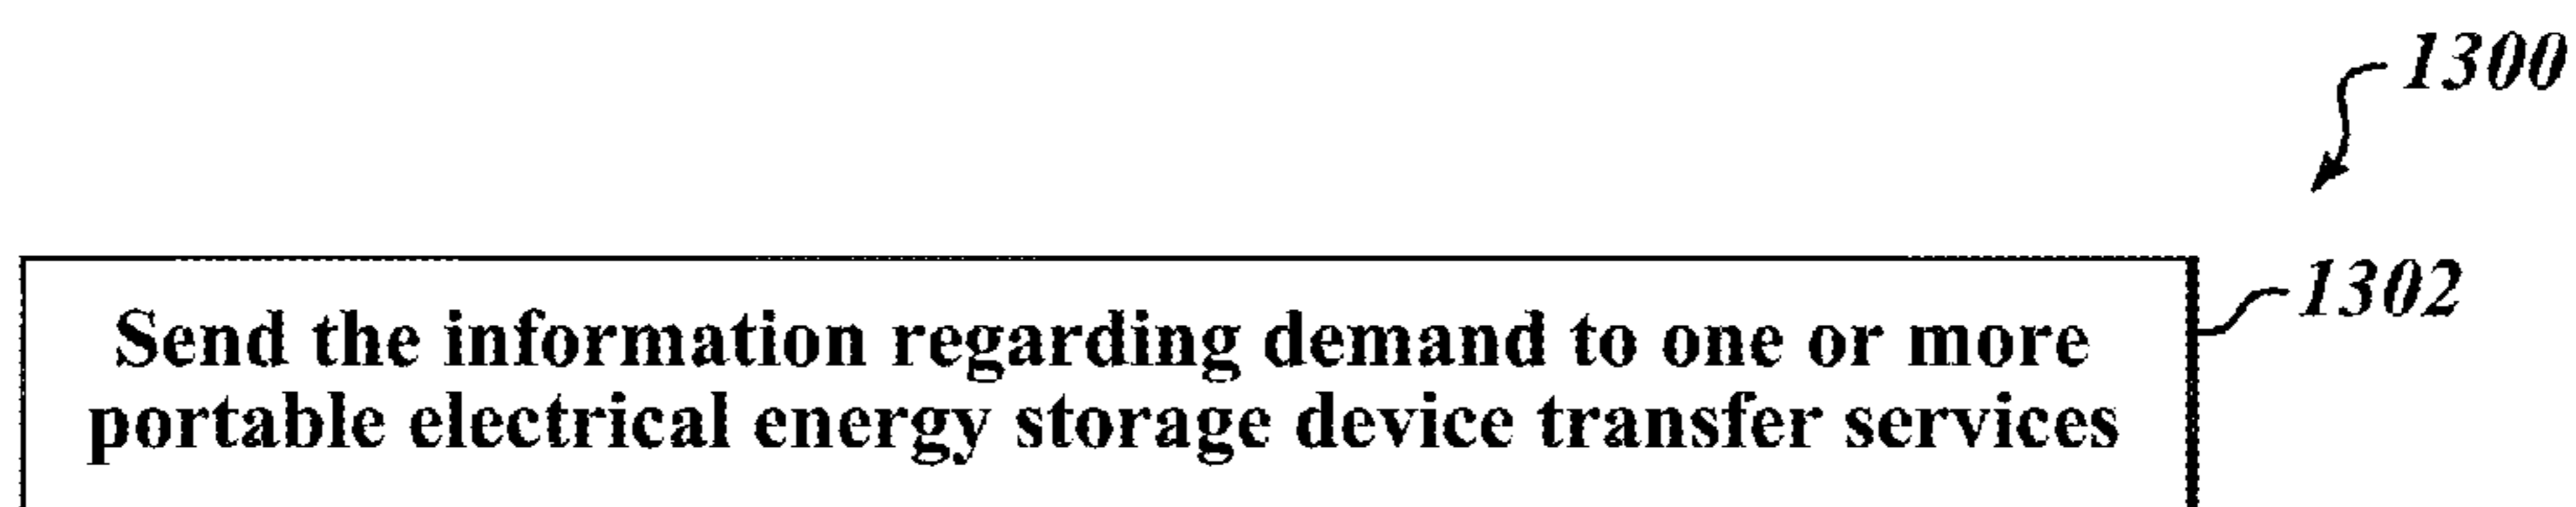 1300
1302
Send the information regarding demand to one or more
portable electrical energy storage device transfer services